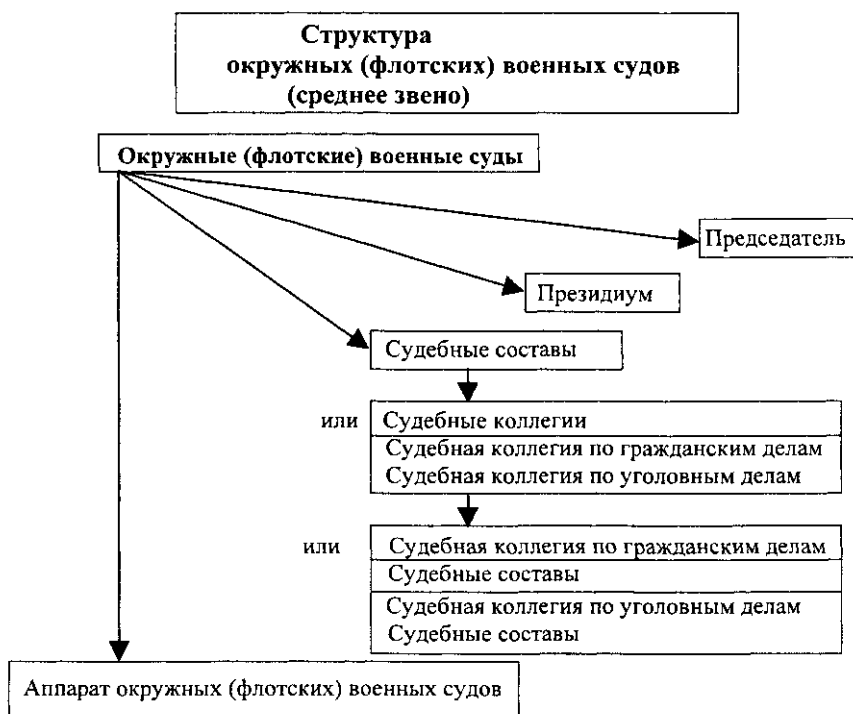 Структура
окружных (флотских) военных судов
(среднее звено)
Окружные (флотские) военные суды
Председатель
Президиум
Судебные составы
или
Судебные коллегии
Судебная коллегия по гражданским делам
Судебная коллегия по уголовным делам
или
Судебная коллегия по гражданским делам
Судебные составы
Судебная коллегия по уголовным делам
Судебные составы
Аппарат окружных (флотских) военных судов